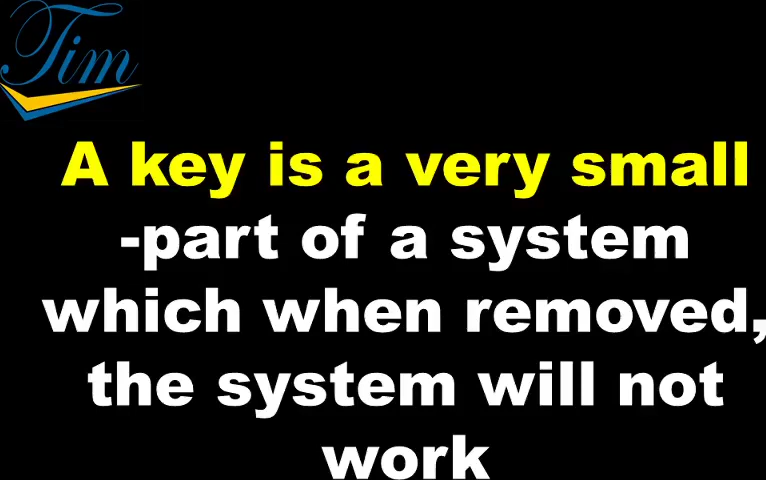 Tim
A key is a very small
-part of a system
which when removed,
the system will not
work